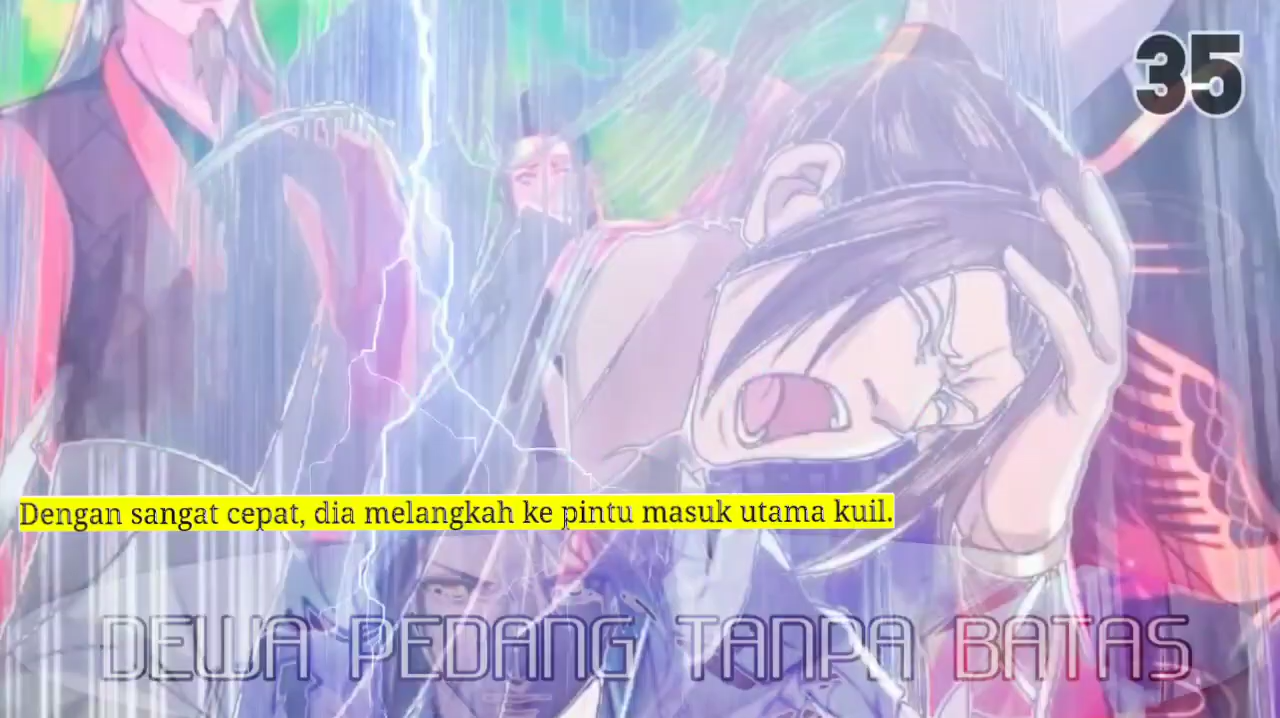 35
Dengan sangat cepat, dia melangkah ke pintu masuk utama kuil.
DEWA PEDANG TANPA BATAS